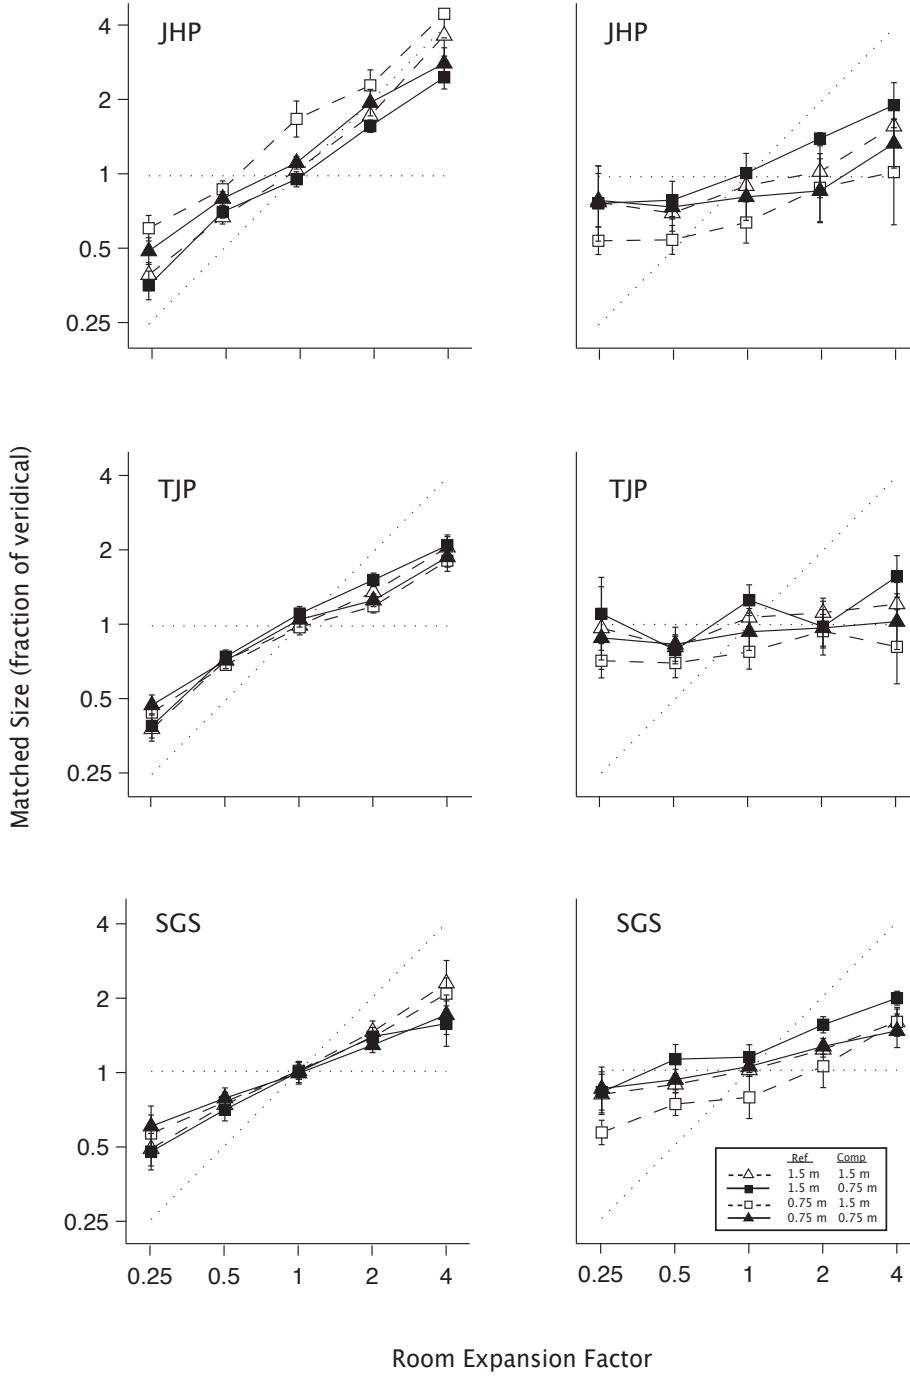 JHP
JHP
4
2
1
0.5
0.25
Matched Size (fraction of veridical)
TJP
TJP
4
2
1
0.5
0.25
SGS
SGS
4
2
1
0.5
0.25
Ref Comp
1.5 m 1.5 m
1.5 m 0.75 m
0.75 m 1.5 m
0.75 m 0.75 m
0.25 0.5 1 2 4
0.25 0.5 1 2 4
Room Expansion Factor